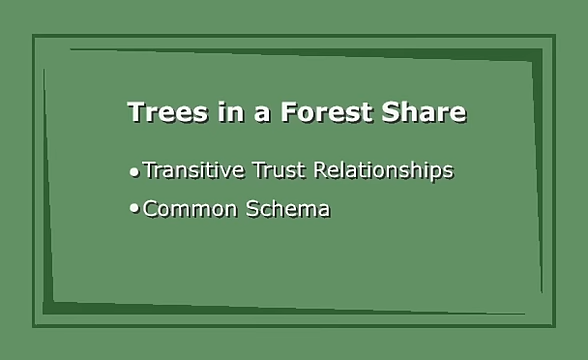 Trees in a Forest Share
•Transitive Trust Relationships
•Common Schema